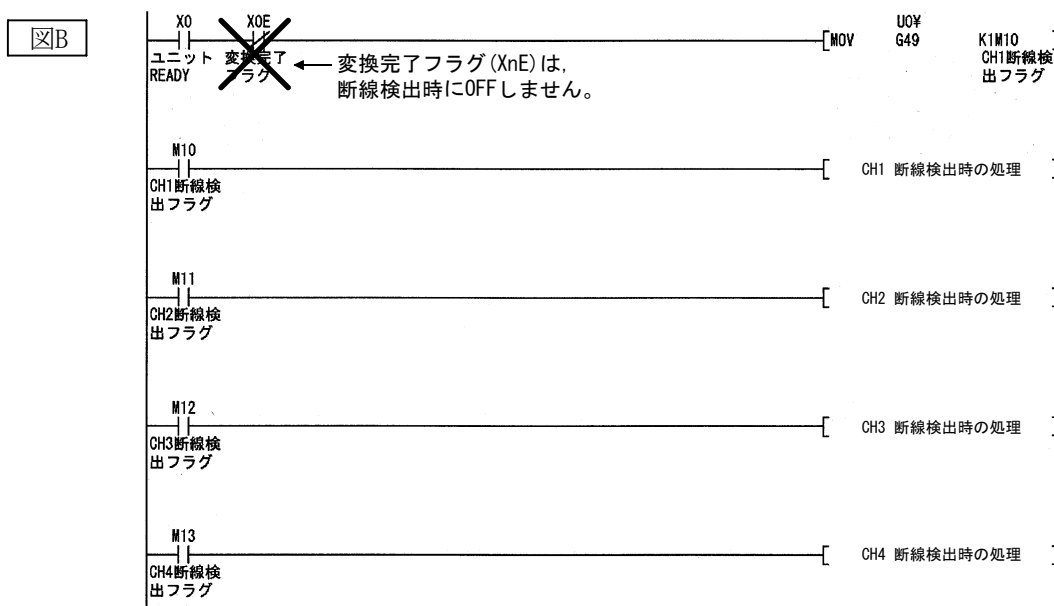 図B
X0 X0E U0¥
[MOV G49 K1M10
ユニット 変換完了 CH1断線検
READY フラグ 出フラグ
変換完了フラグ(XnE)は,
断線検出時にOFFしません。
M10
[ CH1 断線検出時の処理 ]
CH1断線検
出フラグ
M11
[ CH2 断線検出時の処理 ]
CH2断線検
出フラグ
M12
[ CH3 断線検出時の処理 ]
CH3断線検
出フラグ
M13
[ CH4 断線検出時の処理 ]
CH4断線検
出フラグ